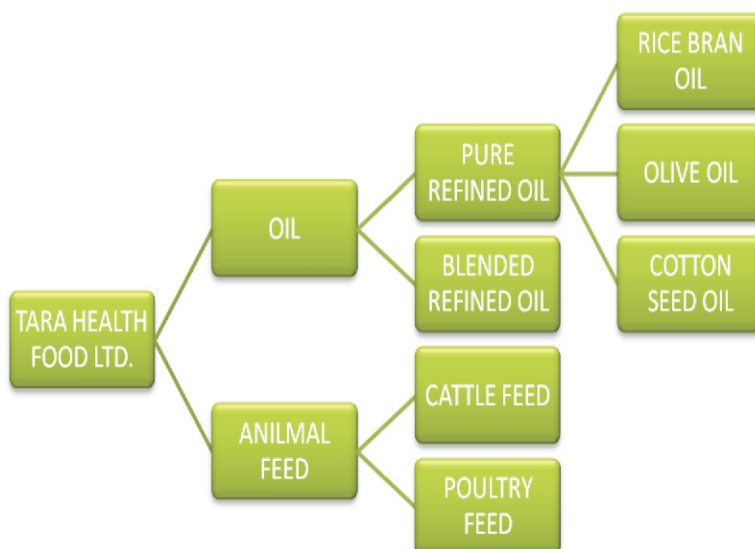 TARA HEALTH
FOOD LTD.
OIL
PURE
REFINED OIL
RICE BRAN
OIL
OLIVE OIL
COTTON
SEED OIL
BLENDED
REFINED OIL
ANILMAL
FEED
CATTLE FEED
POULTRY
FEED